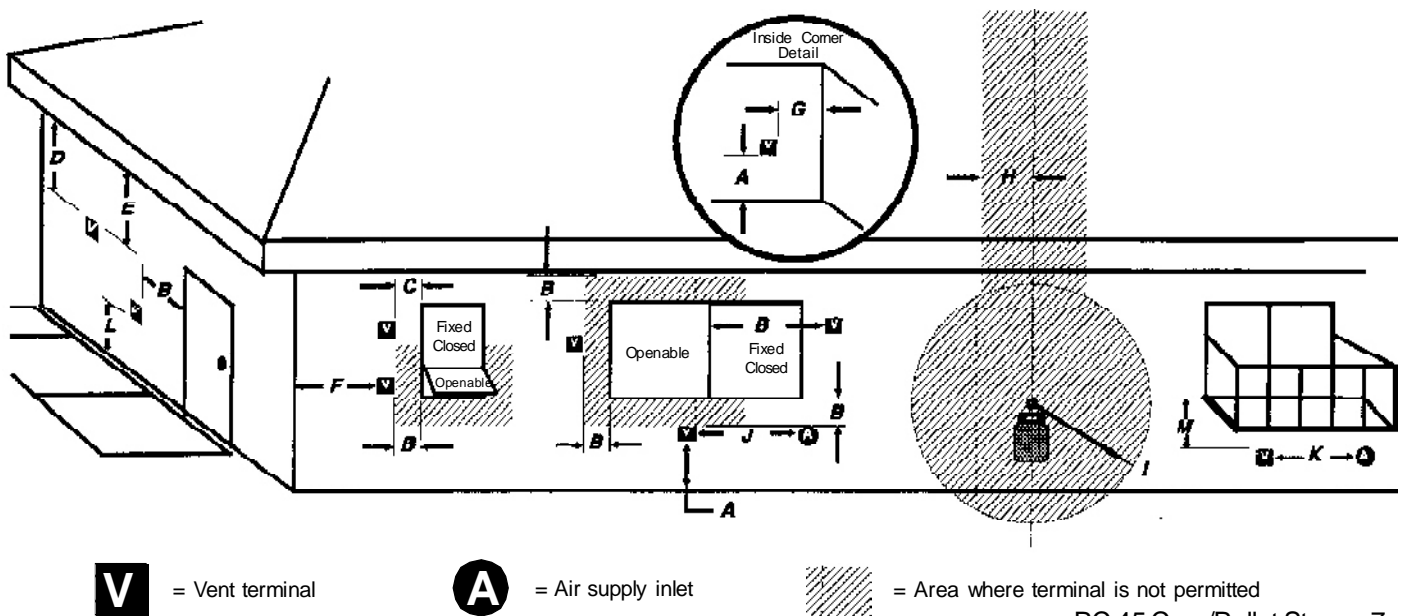 Inside Corner
Detail
G
A
H
D
E
V
B
L
V
C
V
Fixed
Closed
Openable
F
V
B
B
V
Openable
B
V
Fixed
Closed
B
B
V
J
A
A
I
M
V
K
A
V = Vent terminal
A = Air supply inlet
= Area where terminal is not permitted